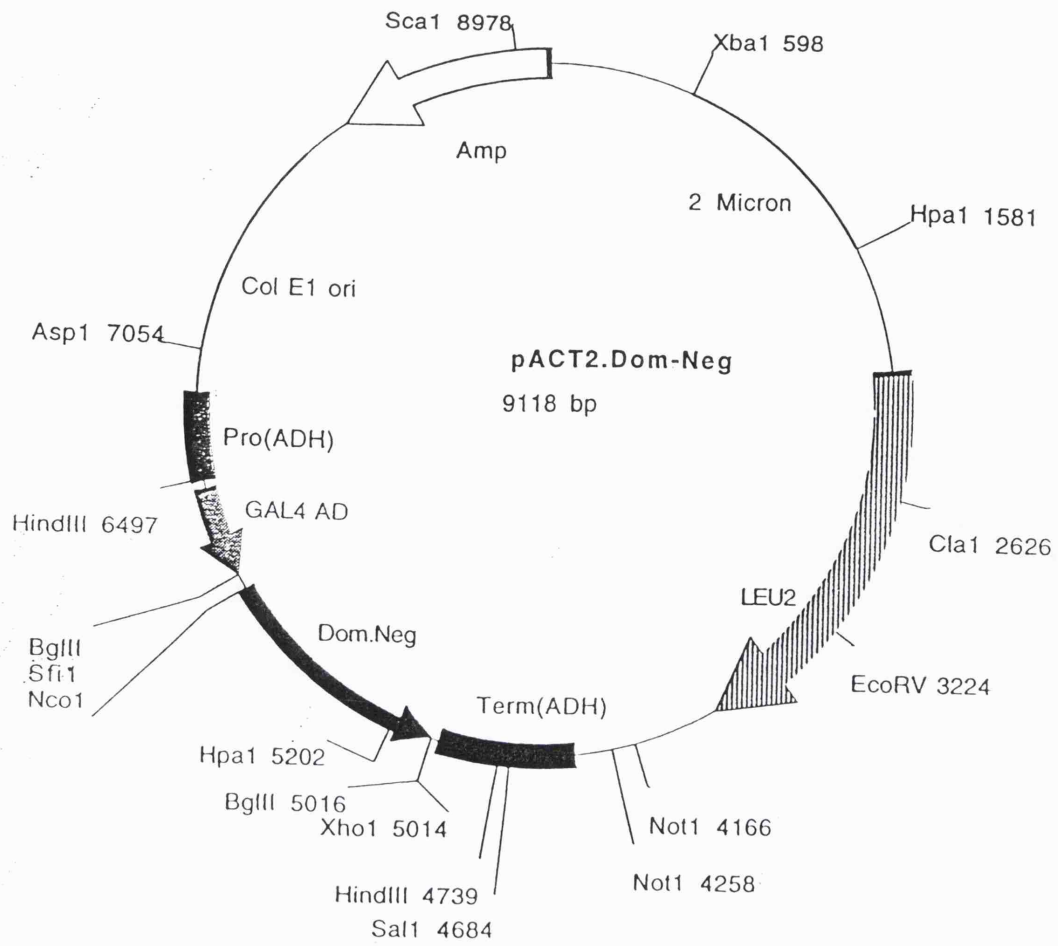 Sca1 8978
Xba1 598
Amp
2 Micron
Hpa1 1581
Col E1 ori
Asp1 7054
pACT2.Dom-Neg
9118 bp
Pro(ADH)
GAL4 AD
HindIII 6497
Cla1 2626
LEU2
BglII
Sfi1
Nco1
Dom.Neg
EcoRV 3224
Term(ADH)
Hpa1 5202
BglII 5016
Xho1 5014
Not1 4166
Not1 4258
HindIII 4739
Sal1 4684